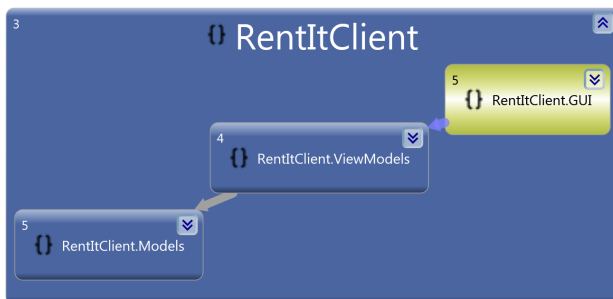 3
{} RentItClient
5
{} RentItClient.GUI
4
{} RentItClient.ViewModels
5
{} RentItClient.Models